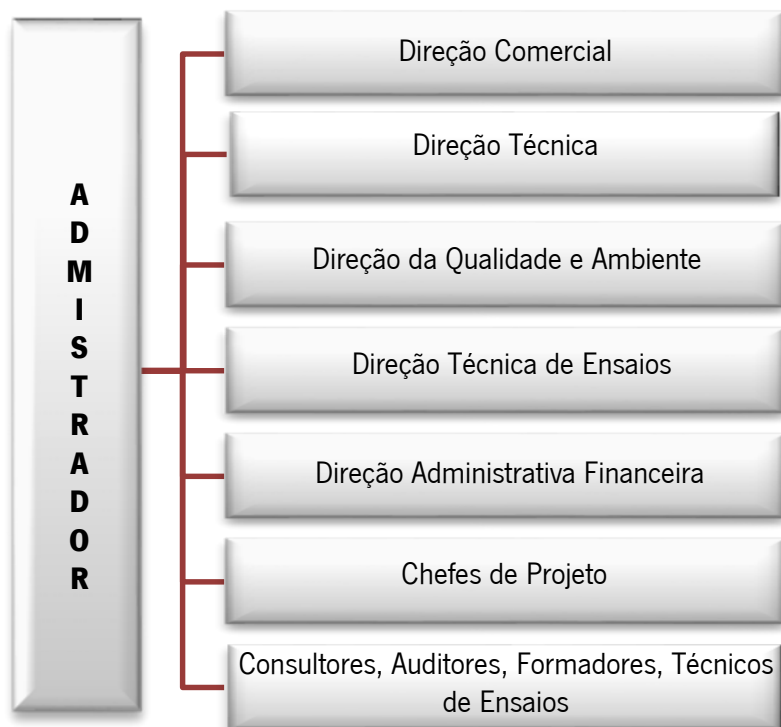 ADMISTRADOR
Direção Comercial
Direção Técnica
Direção da Qualidade e Ambiente
Direção Técnica de Ensaios
Direção Administrativa Financeira
Chefes de Projeto
Consultores, Auditores, Formadores, Técnicos
de Ensaios